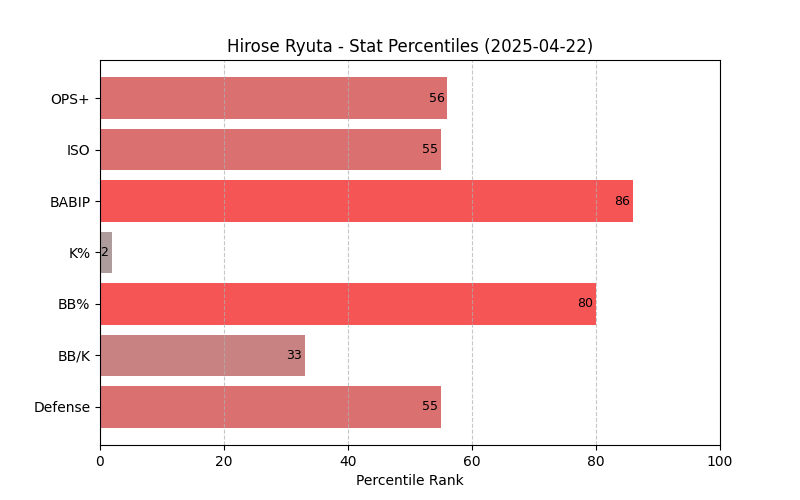 Hirose Ryuta - Stat Percentiles (2025-04-22)
OPS+ 56
ISO 55
BABIP 86
K% 2
BB% 80
BB/K 33
Defense 55
0 20 40 60 80 100
Percentile Rank